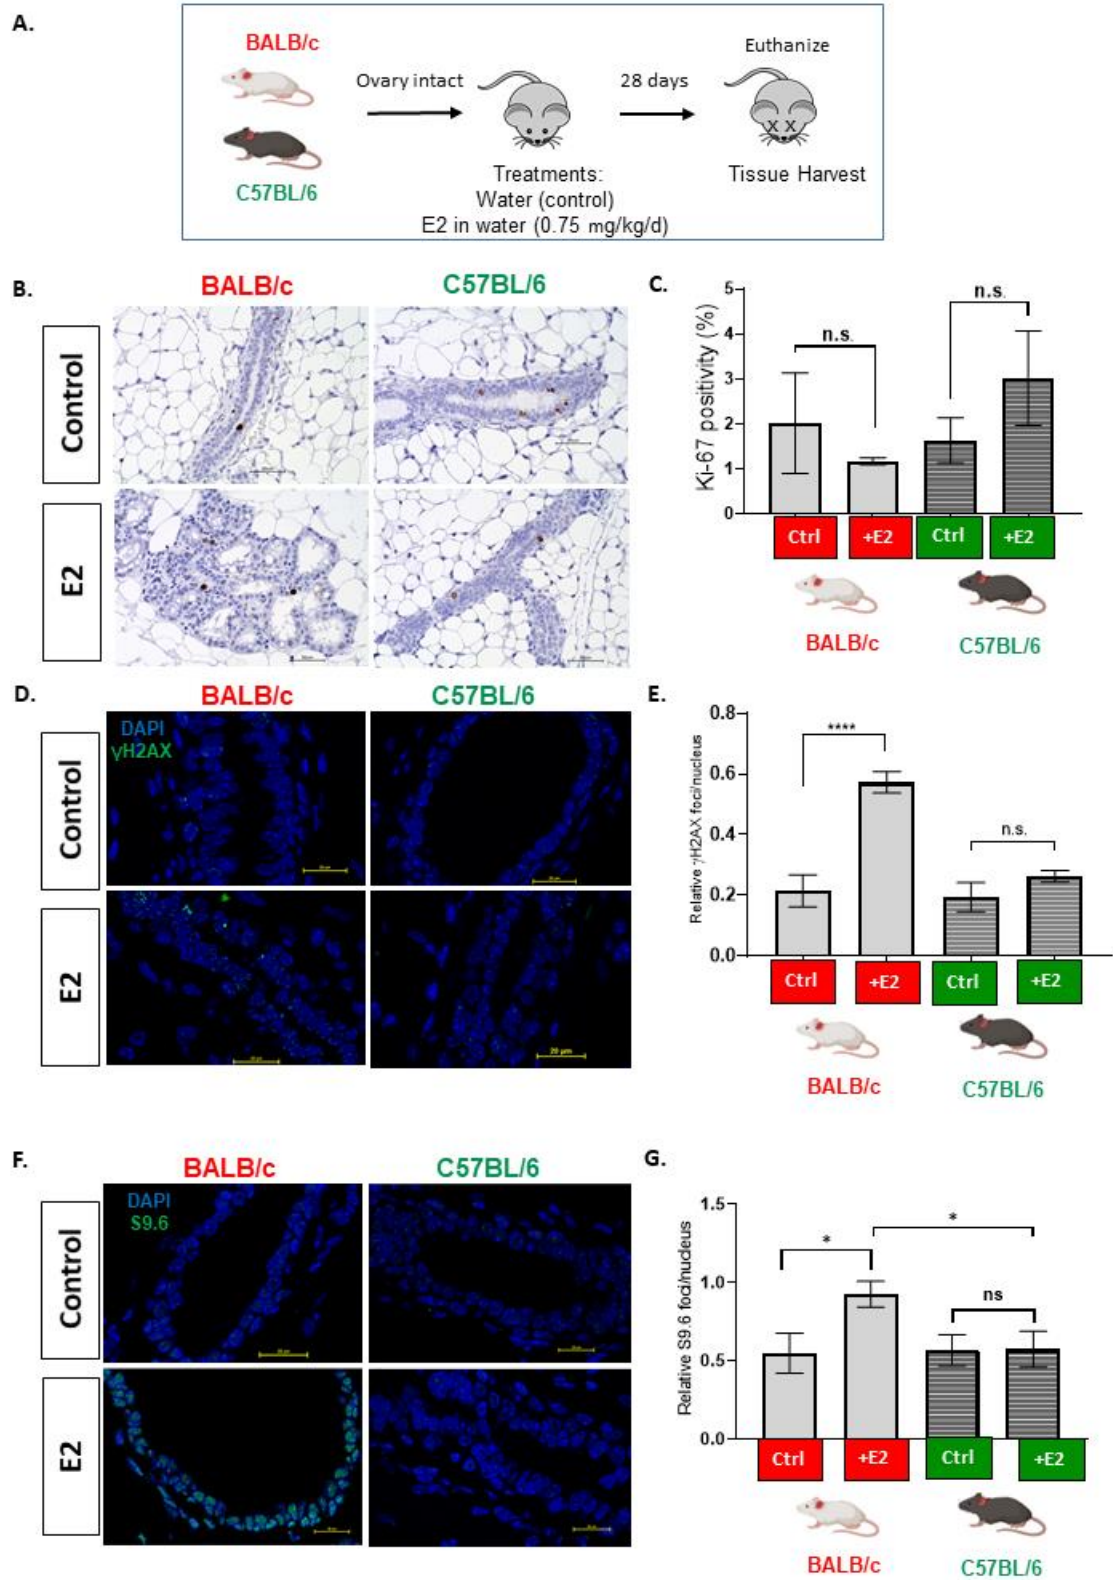 A.
BALB/c
C57BL/6
Ovary intact
28 days
Euthanize
X X
Treatments:
Water (control)
E2 in water (0.75 mg/kg/d)
Tissue Harvest
B.
BALB/c
C57BL/6
Control
E2
C.
Ki-67 positivity (%)
5
4
3
2
1
0
n.s.
n.s.
Ctrl
+E2
Ctrl
+E2
BALB/c
C57BL/6
D.
BALB/c
C57BL/6
DAPI
γH2AX
Control
E2
20 μm
E.
Relative γH2AX foci/nucleus
0.8
0.6
0.4
0.2
0.0
****
n.s.
Ctrl
+E2
Ctrl
+E2
BALB/c
C57BL/6
F.
BALB/c
C57BL/6
DAPI
S9.6
Control
E2
G.
Relative S9.6 foci/nucleus
1.5
1.0
0.5
0.0
*
*
ns
Ctrl
+E2
Ctrl
+E2
BALB/c
C57BL/6